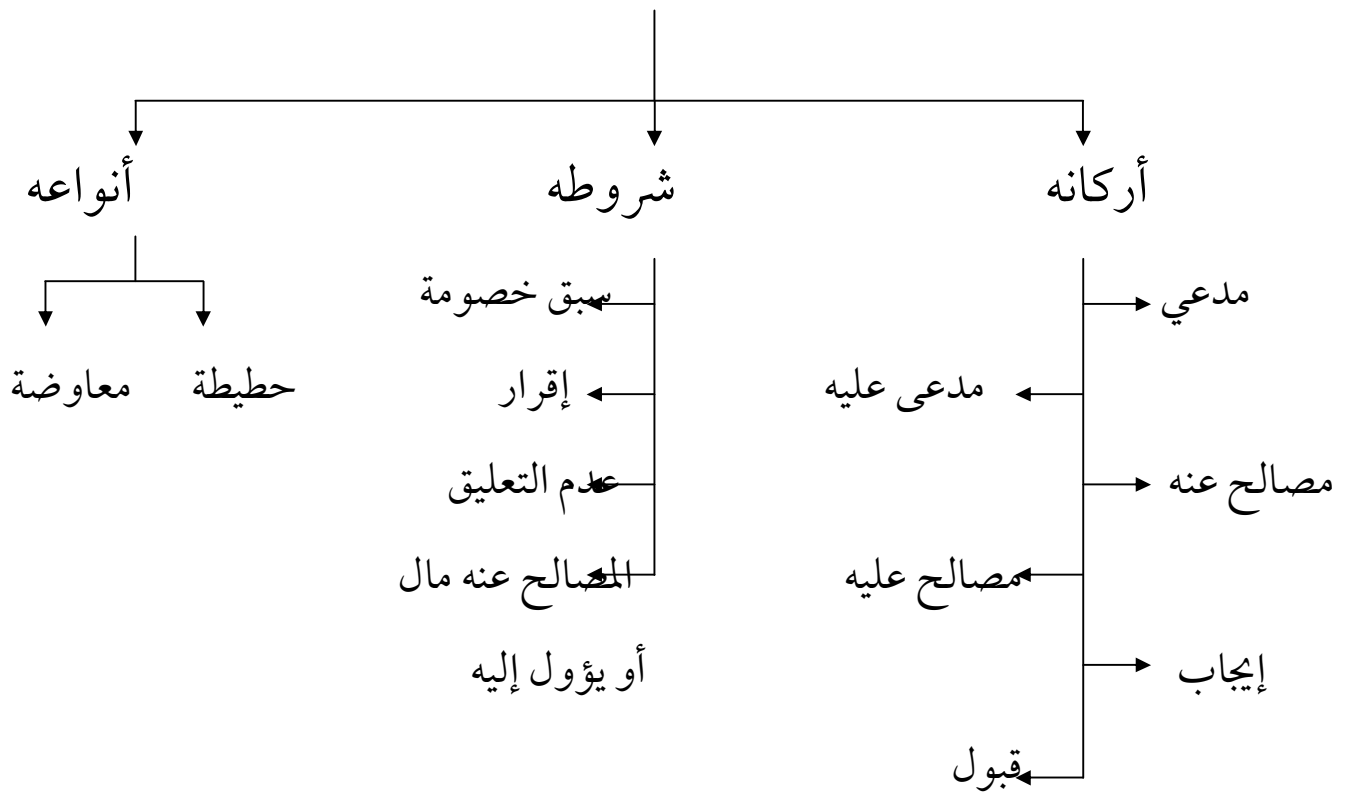 أركانه
شروطه
أنواعه
مدعي
سبق خصومة
مدعى عليه
إقرار
حطيطة
معاوضة
مصالح عنه
عدم التعليق
مصالح عليه
المصالح عنه مال
إيجاب
أو يؤول إليه
قبول